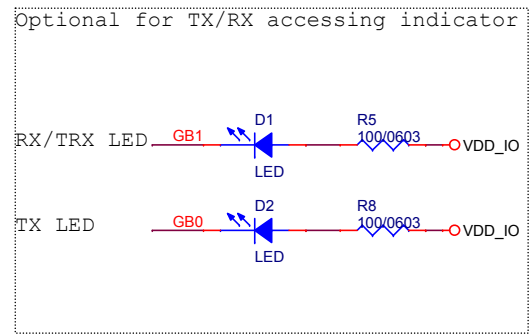 Optional for TX/RX accessing indicator
D1
R5
RX/TRX LED
GB1
100/0603
VDD_IO
LED
D2
R8
TX LED
GB0
100/0603
VDD_IO
LED